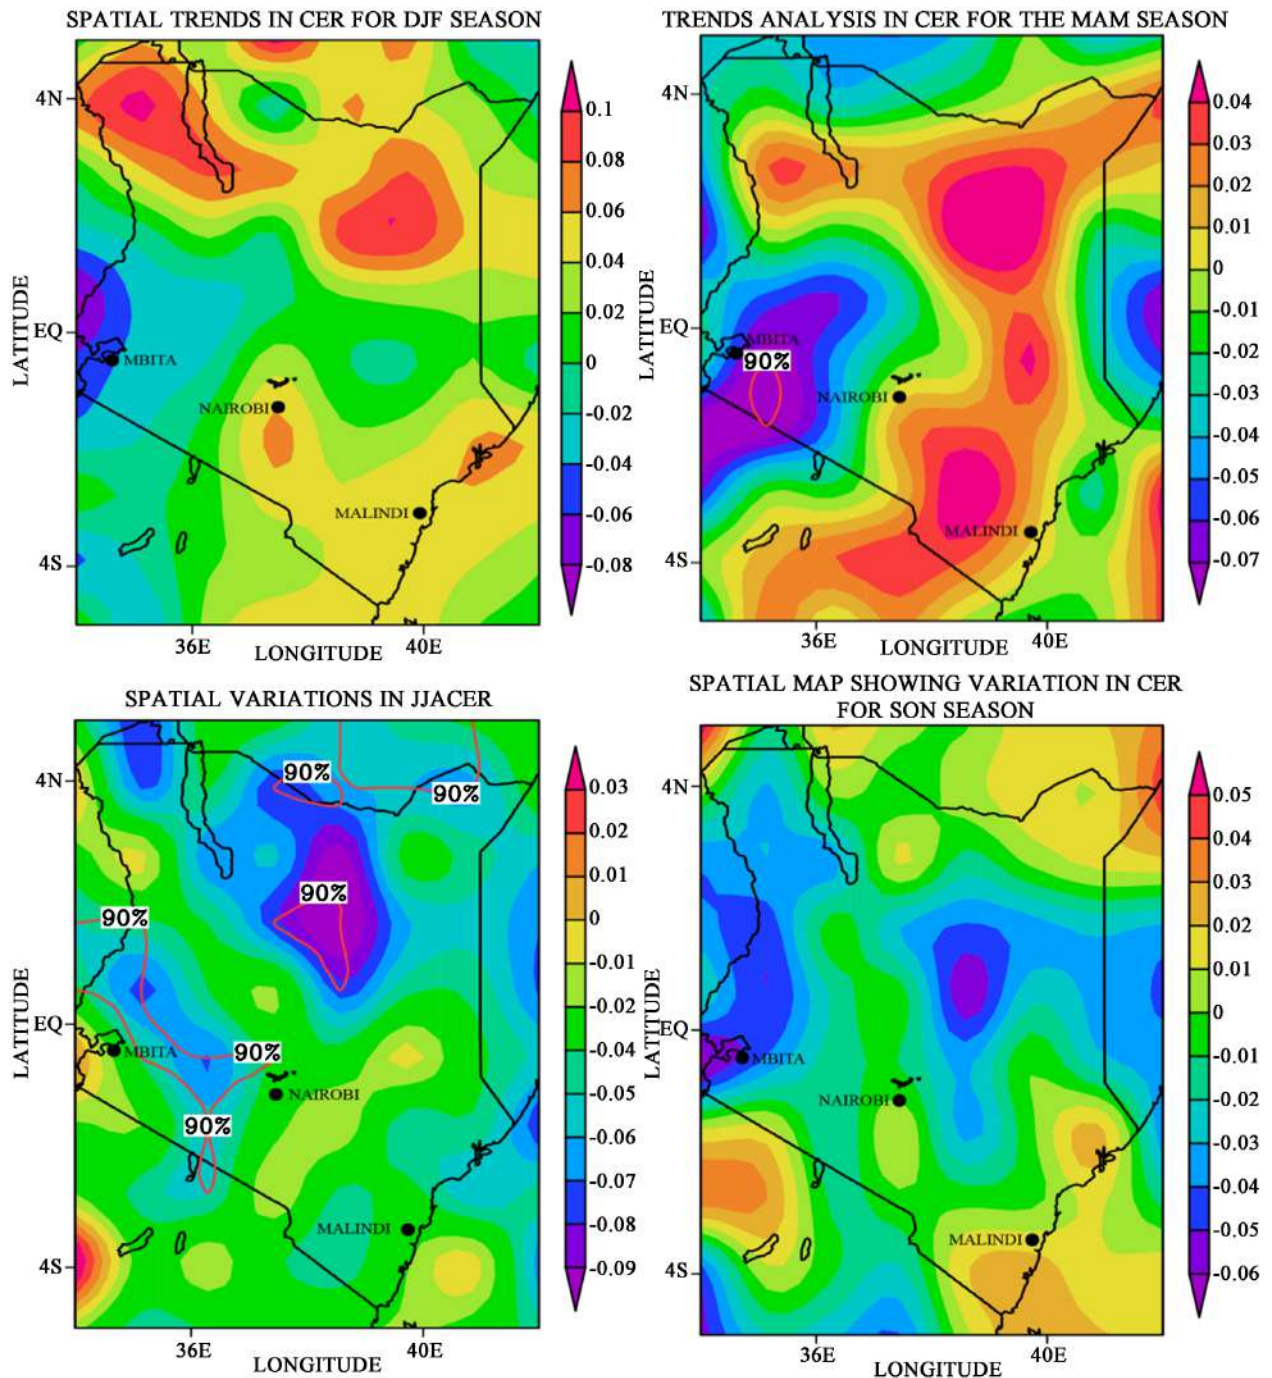 SPATIAL TRENDS IN CER FOR DJF SEASON
4N
EQ
4S
LATITUDE
MBITA
NAIROBI
MALINDI
36E
40E
LONGITUDE
0.1
0.08
0.06
0.04
0.02
0
-0.02
-0.04
-0.06
-0.08
TRENDS ANALYSIS IN CER FOR THE MAM SEASON
4N
EQ
4S
LATITUDE
MBITA
90%
NAIROBI
MALINDI
36E
40E
LONGITUDE
0.04
0.03
0.02
0.01
0
-0.01
-0.02
-0.03
-0.04
-0.05
-0.06
-0.07
SPATIAL VARIATIONS IN JJACER
4N
EQ
4S
LATITUDE
90%
90%
90%
90%
90%
90%
MBITA
NAIROBI
MALINDI
36E
40E
LONGITUDE
0.03
0.02
0.01
0
-0.01
-0.02
-0.04
-0.05
-0.06
-0.07
-0.08
-0.09
SPATIAL MAP SHOWING VARIATION IN CER
FOR SON SEASON
4N
EQ
4S
LATITUDE
MBITA
NAIROBI
MALINDI
36E
40E
LONGITUDE
0.05
0.04
0.03
0.02
0.01
0
-0.01
-0.02
-0.03
-0.04
-0.05
-0.06